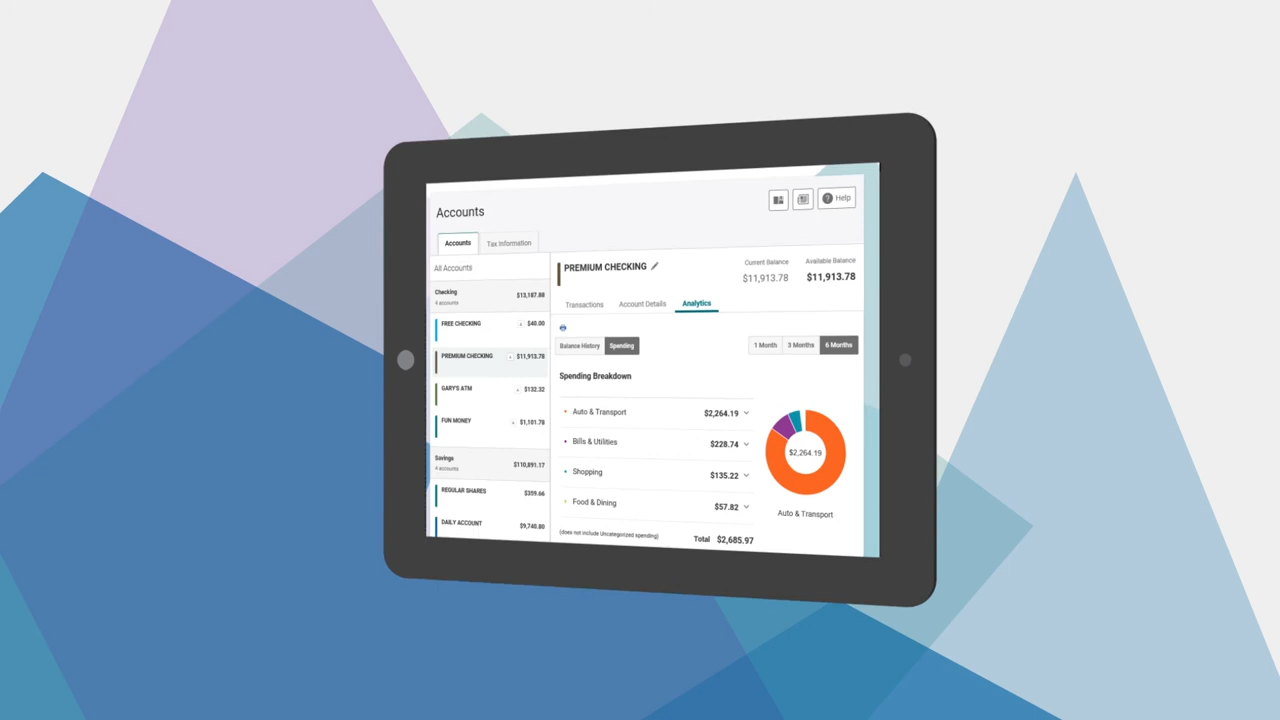 Accounts
Help
Accounts
Tax Information
All Accounts
Checking
4 accounts
$13,187.88
FREE CHECKING
$40.00
PREMIUM CHECKING
$11,913.78
GARY'S ATM
$132.32
FUN MONEY
$1,101.78
Savings
4 accounts
$110,891.17
REGULAR SHARES
$359.66
DAILY ACCOUNT
$9,740.80
PREMIUM CHECKING
Current Balance
$11,913.78
Available Balance
$11,913.78
Transactions
Account Details
Analytics
Balance History
Spending
1 Month
3 Months
6 Months
Spending Breakdown
Auto & Transport
$2,264.19
Bills & Utilities
$228.74
Shopping
$135.22
Food & Dining
$57.82
(does not include Uncategorized spending)
Total $2,685.97
$2,264.19
Auto & Transport